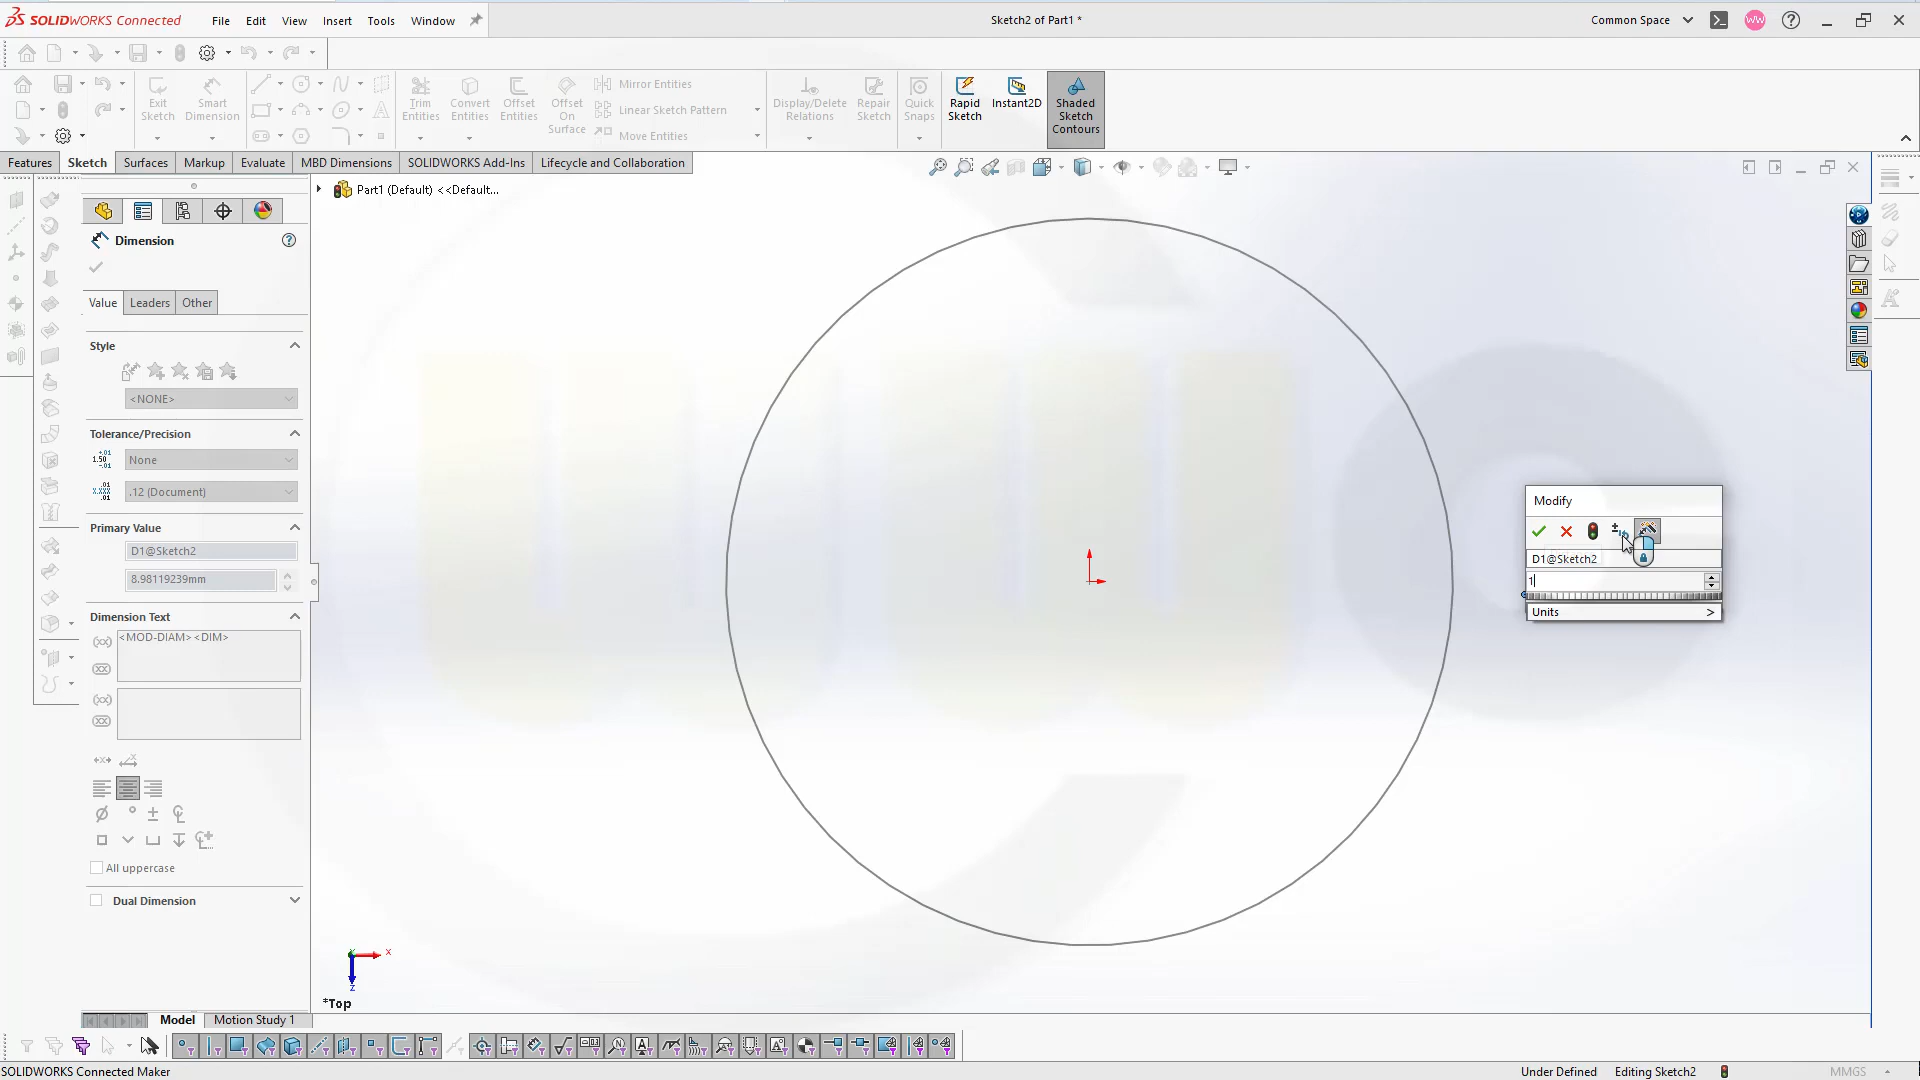 SOLIDWORKS Connected
File
Edit
View
Insert
Tools
Window
Sketch2 of Part1 *
Common Space
WW
Exit Sketch
Smart Dimension
Trim Entities
Convert Entities
Offset Entities
Offset On Surface
Mirror Entities
Linear Sketch Pattern
Move Entities
Display/Delete Relations
Repair Sketch
Quick Snaps
Rapid Sketch
Instant2D
Shaded Sketch Contours
Features
Sketch
Surfaces
Markup
Evaluate
MBD Dimensions
SOLIDWORKS Add-Ins
Lifecycle and Collaboration
Part1 (Default) <<Default...
Dimension
Value
Leaders
Other
Style
<NONE>
Tolerance/Precision
None
.12 (Document)
Primary Value
D1@Sketch2
8.98119239mm
Dimension Text
<MOD-DIAM><DIM>
All uppercase
Dual Dimension
Modify
D1@Sketch2
1
Units
X
Z
*Top
Model
Motion Study 1
SOLIDWORKS Connected Maker
Under Defined
Editing Sketch2
MMGS